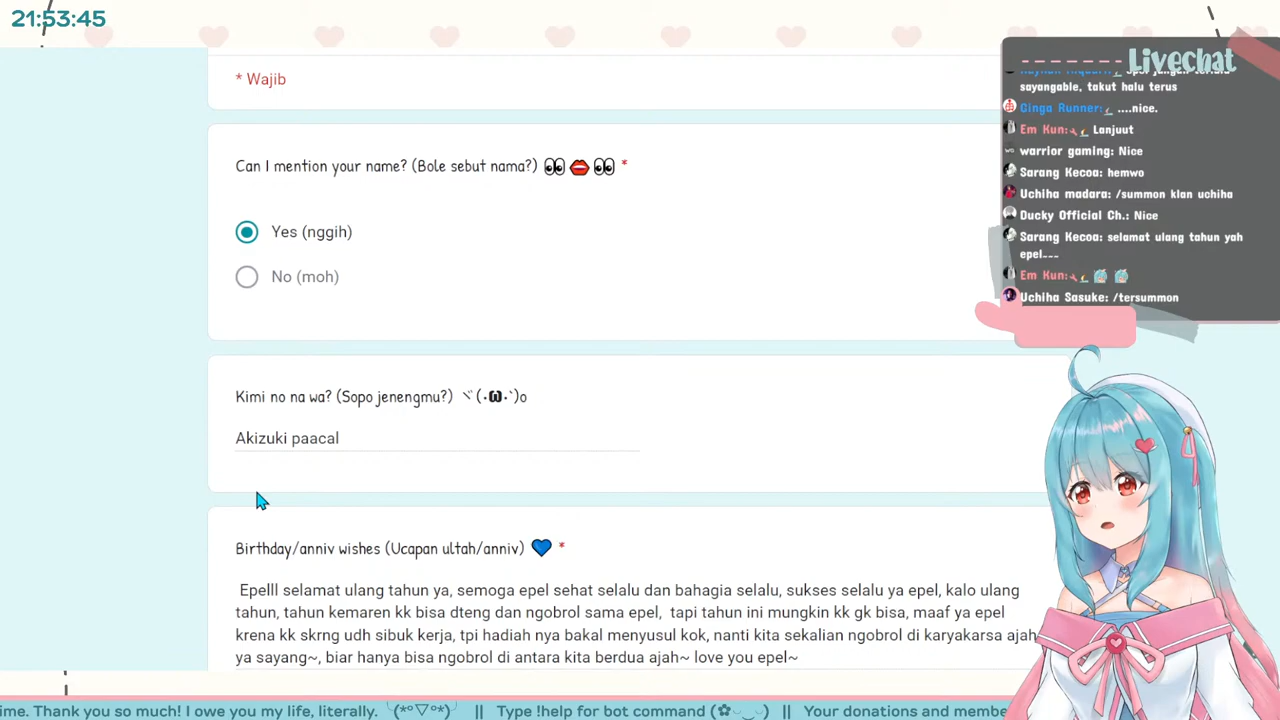 21:53:45
* Wajib
Can I mention your name? (Bole sebut nama?) 👀 👄 👀 *
Yes (nggih)
No (moh)
Kimi no na wa? (Sopo jenengmu?) ヾ(･ω･`)o
Akizuki paacal
Birthday/anniv wishes (Ucapan ultah/anniv) 💙 *
Epelll selamat ulang tahun ya, semoga epel sehat selalu dan bahagia selalu, sukses selalu ya epel, kalo ulang
tahun, tahun kemaren kk bisa dteng dan ngobrol sama epel, tapi tahun ini mungkin kk gk bisa, maaf ya epel
krena kk skrng udh sibuk kerja, tpi hadiah nya bakal menyusul kok, nanti kita sekalian ngobrol di karyakarsa ajah
ya sayang~, biar hanya bisa ngobrol di antara kita berdua ajah~ love you epel~
Livechat
sayangable, takut halu terus
Ginga Runner: ....nice.
Em Kun: Lanjuut
warrior gaming: Nice
Sarang Kecoa: hemwo
Uchiha madara: /summon klan uchiha
Ducky Official Ch.: Nice
Sarang Kecoa: selamat ulang tahun yah
epel---
Em Kun:
Uchiha Sasuke: /tersummon
ime. Thank you so much! I owe you my life, literally. ╰(*°▽°*)╯ || Type !help for bot command (✿◡‿◡) || Your donations and membe